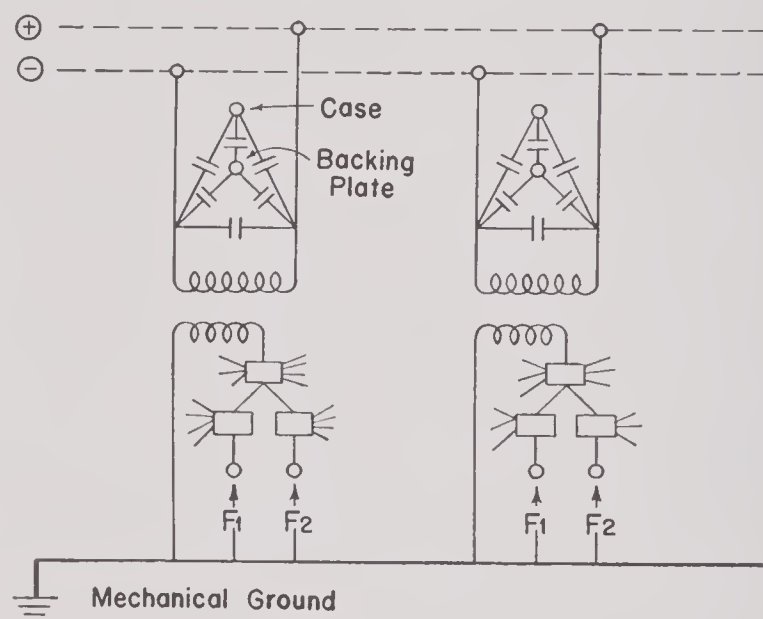 +
−
Case
Backing
Plate
F1 F2 F1 F2
Mechanical Ground